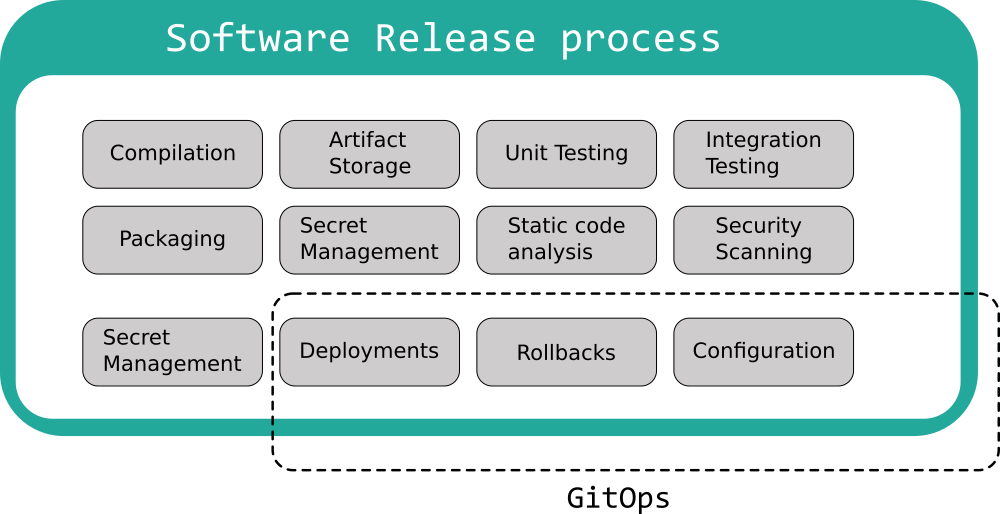 Software Release process
Compilation
Artifact
Storage
Unit Testing
Integration
Testing
Packaging
Secret
Management
Static code
analysis
Security
Scanning
Secret
Management
Deployments
Rollbacks
Configuration
GitOps